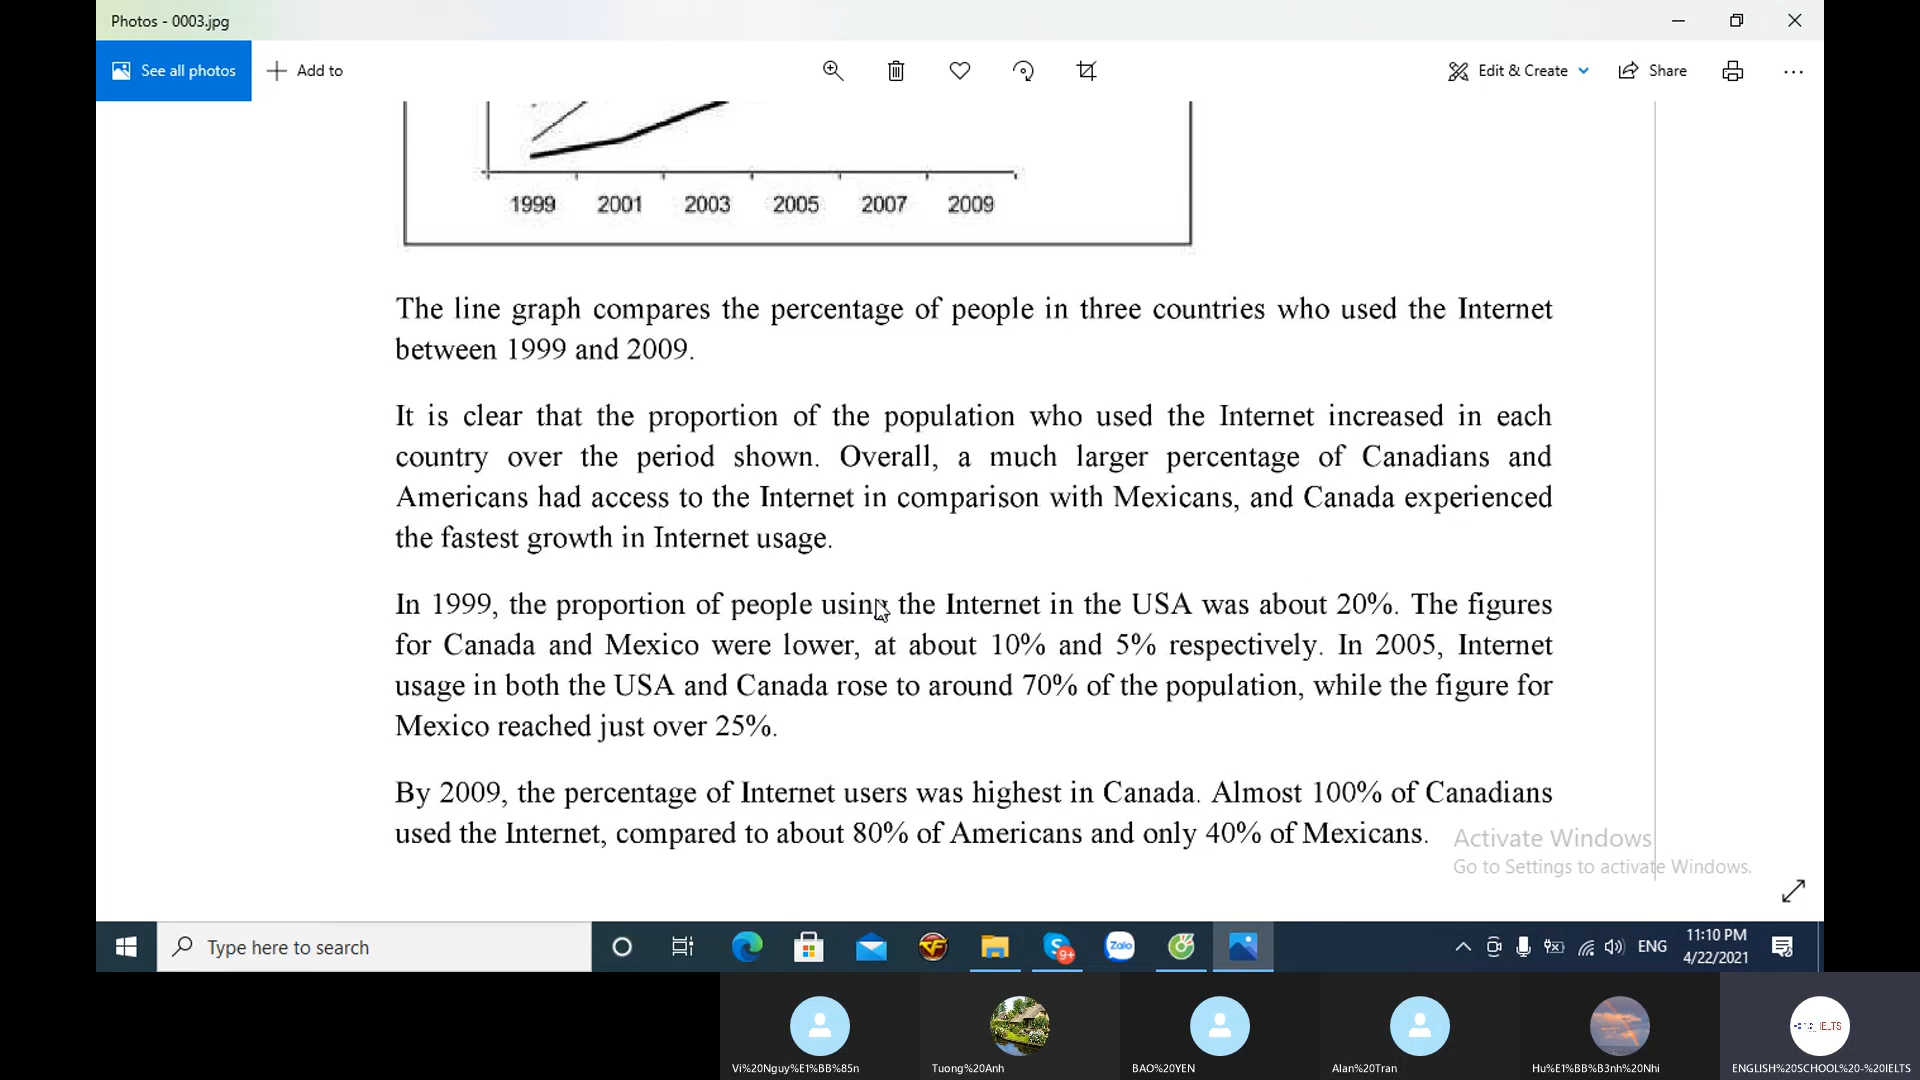 Photos - 0003.jpg
See all photos
Add to
Edit & Create
Share
1999 2001 2003 2005 2007 2009
The line graph compares the percentage of people in three countries who used the Internet
between 1999 and 2009.
It is clear that the proportion of the population who used the Internet increased in each
country over the period shown. Overall, a much larger percentage of Canadians and
Americans had access to the Internet in comparison with Mexicans, and Canada experienced
the fastest growth in Internet usage.
In 1999, the proportion of people using the Internet in the USA was about 20%. The figures
for Canada and Mexico were lower, at about 10% and 5% respectively. In 2005, Internet
usage in both the USA and Canada rose to around 70% of the population, while the figure for
Mexico reached just over 25%.
By 2009, the percentage of Internet users was highest in Canada. Almost 100% of Canadians
used the Internet, compared to about 80% of Americans and only 40% of Mexicans.
Activate Windows
Go to Settings to activate Windows.
Type here to search
9+
Zalo
ENG
11:10 PM
4/22/2021
IELTS
Vi%20Nguy%E1%BB%85n
Tuong%20Anh
BAO%20YEN
Alan%20Tran
Hu%E1%BB%B3nh%20Nhi
ENGLISH%20SCHOOL%20-%20IELTS